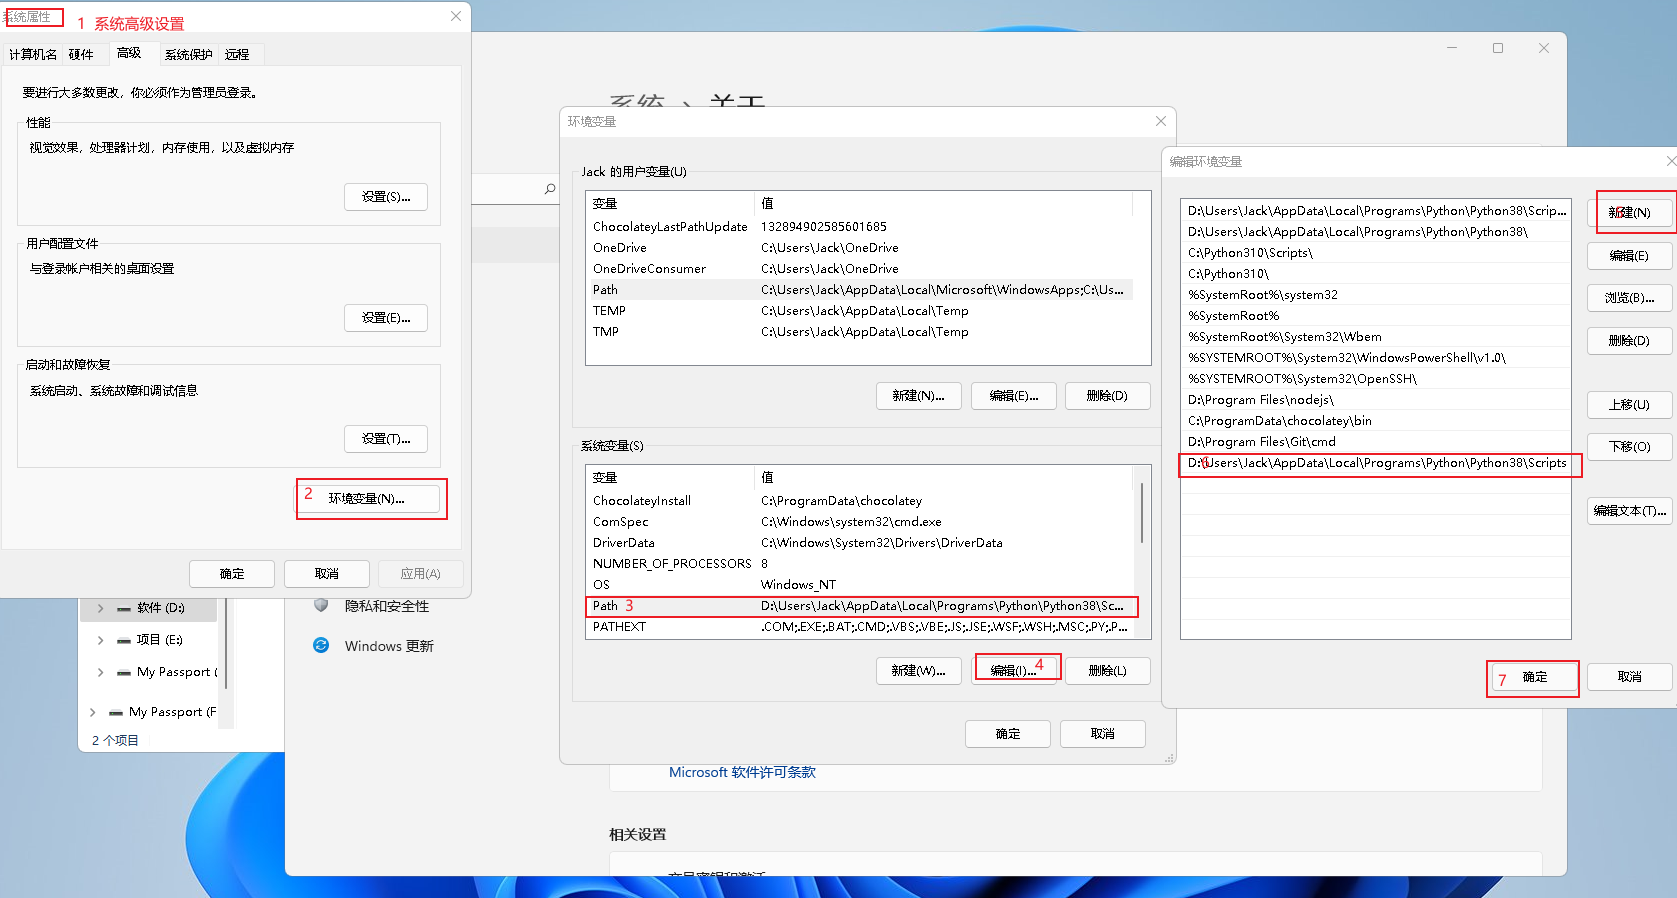 系统属性
1 系统高级设置
计算机名 硬件 高级 系统保护 远程
要进行大多数更改，你必须作为管理员登录。
性能
视觉效果，处理器计划，内存使用，以及虚拟内存
设置(S)...
用户配置文件
与登录帐户相关的桌面设置
设置(E)...
启动和故障恢复
系统启动、系统故障和调试信息
设置(T)...
2 环境变量(N)...
确定 取消 应用(A)
软件 (D:)
项目 (E:)
My Passport (
My Passport (F
2 个项目
隐私和安全性
Windows 更新
系统 › 关于
环境变量
Jack 的用户变量(U)
变量 值
ChocolateyLastPathUpdate 132894902585601685
OneDrive C:\Users\Jack\OneDrive
OneDriveConsumer C:\Users\Jack\OneDrive
Path C:\Users\Jack\AppData\Local\Microsoft\WindowsApps;C:\Us...
TEMP C:\Users\Jack\AppData\Local\Temp
TMP C:\Users\Jack\AppData\Local\Temp
新建(N)... 编辑(E)... 删除(D)
系统变量(S)
变量 值
ChocolateyInstall C:\ProgramData\chocolatey
ComSpec C:\Windows\system32\cmd.exe
DriverData C:\Windows\System32\Drivers\DriverData
NUMBER_OF_PROCESSORS 8
OS Windows_NT
Path 3 D:\Users\Jack\AppData\Local\Programs\Python\Python38\Sc...
PATHEXT .COM;.EXE;.BAT;.CMD;.VBS;.VBE;.JS;.JSE;.WSF;.WSH;.MSC;.PY;.P...
新建(W)... 编辑(I)... 4 删除(L)
确定 取消
Microsoft 软件许可条款
相关设置
产品密钥和激活
编辑环境变量
D:\Users\Jack\AppData\Local\Programs\Python\Python38\Scrip...
D:\Users\Jack\AppData\Local\Programs\Python\Python38\
C:\Python310\Scripts\
C:\Python310\
%SystemRoot%\system32
%SystemRoot%
%SystemRoot%\System32\Wbem
%SYSTEMROOT%\System32\WindowsPowerShell\v1.0\
%SYSTEMROOT%\System32\OpenSSH\
D:\Program Files\nodejs\
C:\ProgramData\chocolatey\bin
D:\Program Files\Git\cmd
D:\Users\Jack\AppData\Local\Programs\Python\Python38\Scripts
6
新建(N)
编辑(E)
浏览(B)...
删除(D)
上移(U)
下移(O)
编辑文本(T)...
7 确定 取消